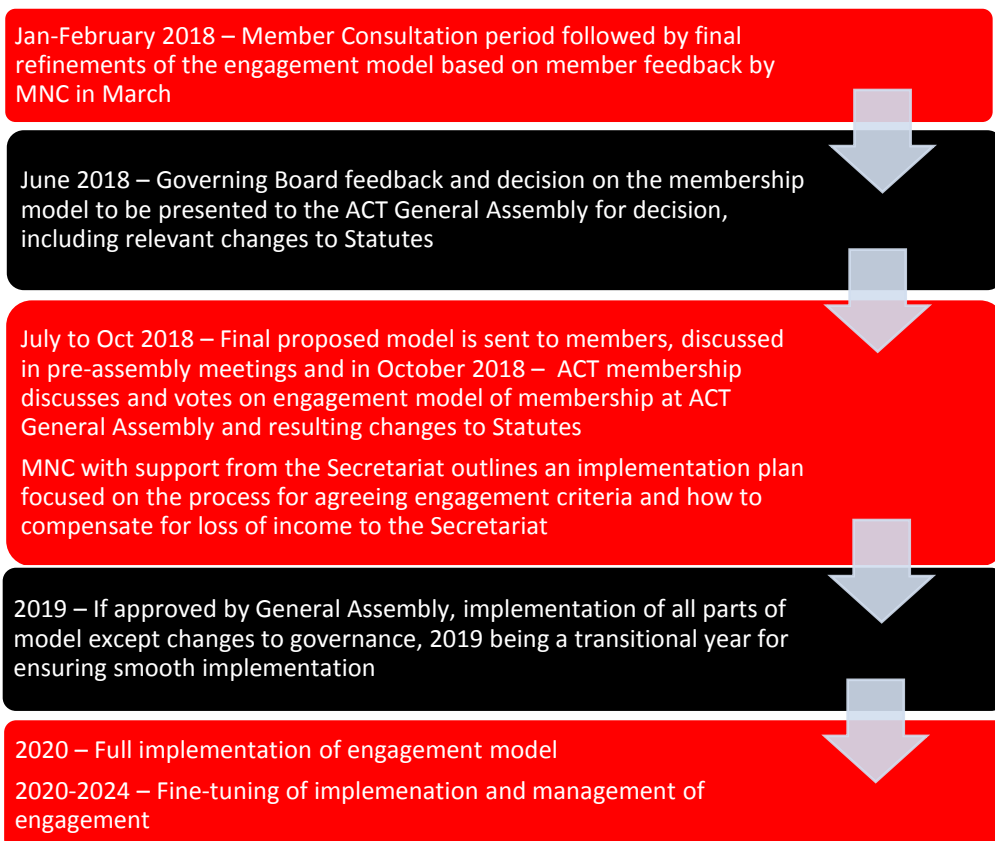 Jan-February 2018 – Member Consultation period followed by final
refinements of the engagement model based on member feedback by
MNC in March
June 2018 – Governing Board feedback and decision on the membership
model to be presented to the ACT General Assembly for decision,
including relevant changes to Statutes
July to Oct 2018 – Final proposed model is sent to members, discussed
in pre-assembly meetings and in October 2018 – ACT membership
discusses and votes on engagement model of membership at ACT
General Assembly and resulting changes to Statutes
MNC with support from the Secretariat outlines an implementation plan
focused on the process for agreeing engagement criteria and how to
compensate for loss of income to the Secretariat
2019 – If approved by General Assembly, implementation of all parts of
model except changes to governance, 2019 being a transitional year for
ensuring smooth implementation
2020 – Full implementation of engagement model
2020-2024 – Fine-tuning of implemenation and management of
engagement